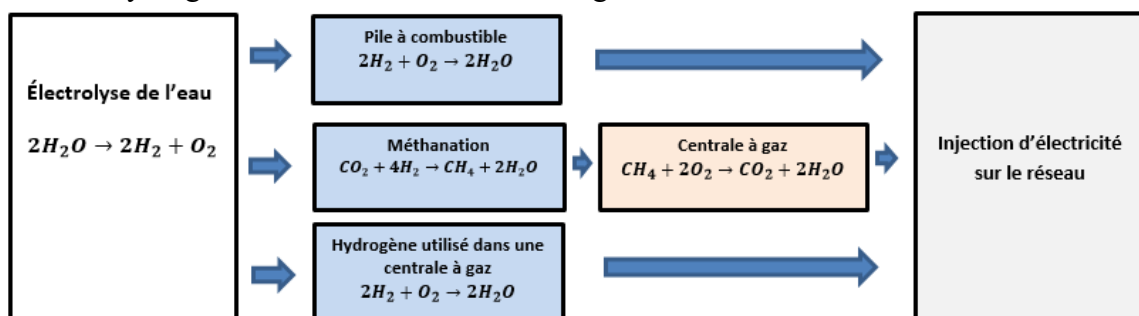 Électrolyse de l'eau
2H₂O → 2H₂ + O₂
Pile à combustible
2H₂ + O₂ → 2H₂O
Méthanation
CO₂ + 4H₂ → CH₄ + 2H₂O
Centrale à gaz
CH₄ + 2O₂ → CO₂ + 2H₂O
Hydrogène utilisé dans une
centrale à gaz
2H₂ + O₂ → 2H₂O
Injection d'électricité
sur le réseau